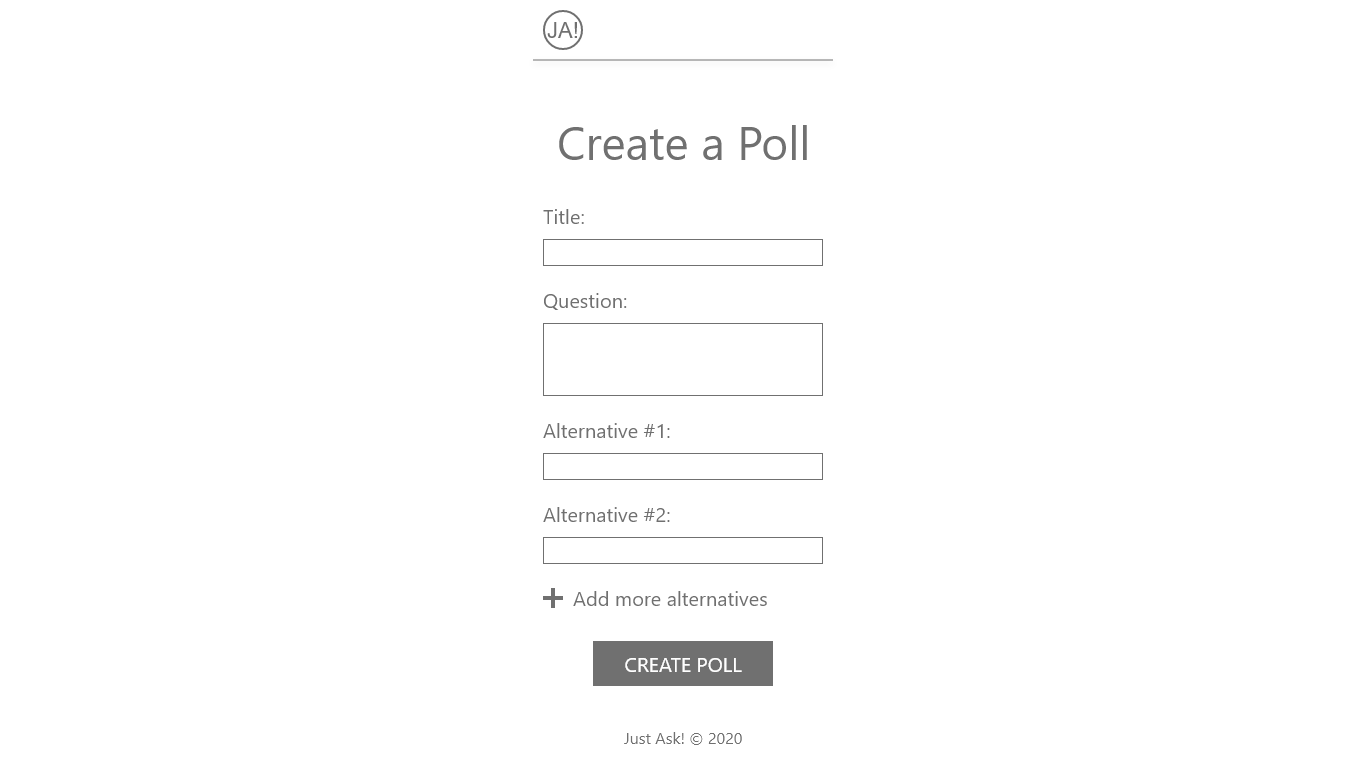 JA!
Create a Poll
Title:
Question:
Alternative #1:
Alternative #2:
Add more alternatives
CREATE POLL
Just Ask! © 2020